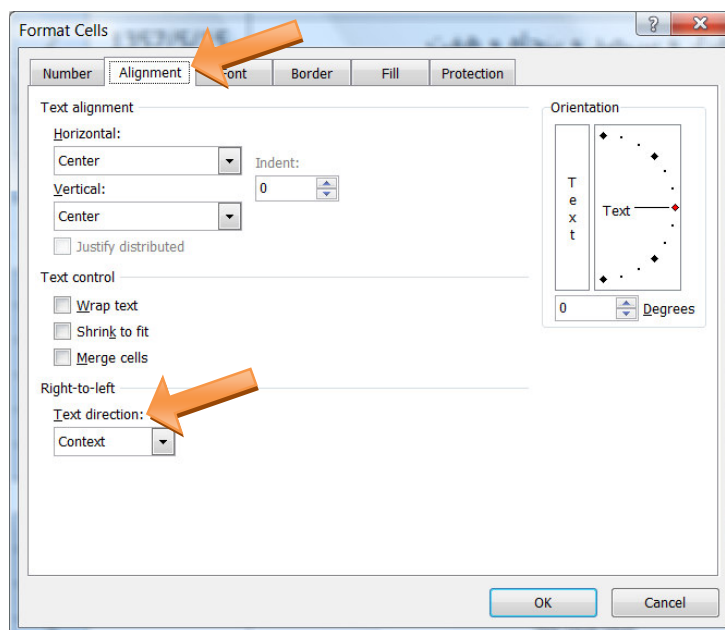 Format Cells
Number Alignment Font Border Fill Protection
Text alignment
Horizontal:
Center
Indent:
0
Vertical:
Center
Justify distributed
Text control
Wrap text
Shrink to fit
Merge cells
Right-to-left
Text direction:
Context
Orientation
Text
Text
0 Degrees
OK Cancel